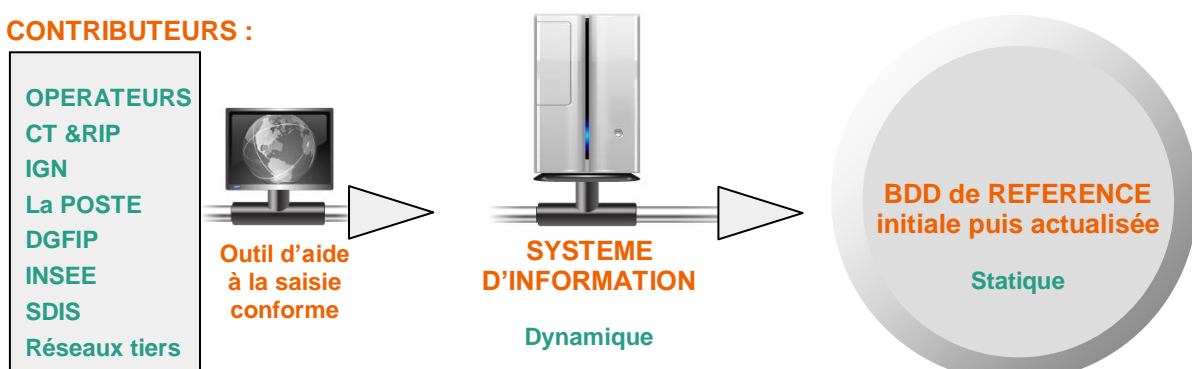 CONTRIBUTEURS :
OPERATEURS
CT &RIP
IGN
La POSTE
DGFIP
INSEE
SDIS
Réseaux tiers
Outil d’aide
à la saisie
conforme
SYSTEME
D’INFORMATION
Dynamique
BDD de REFERENCE
initiale puis actualisée
Statique